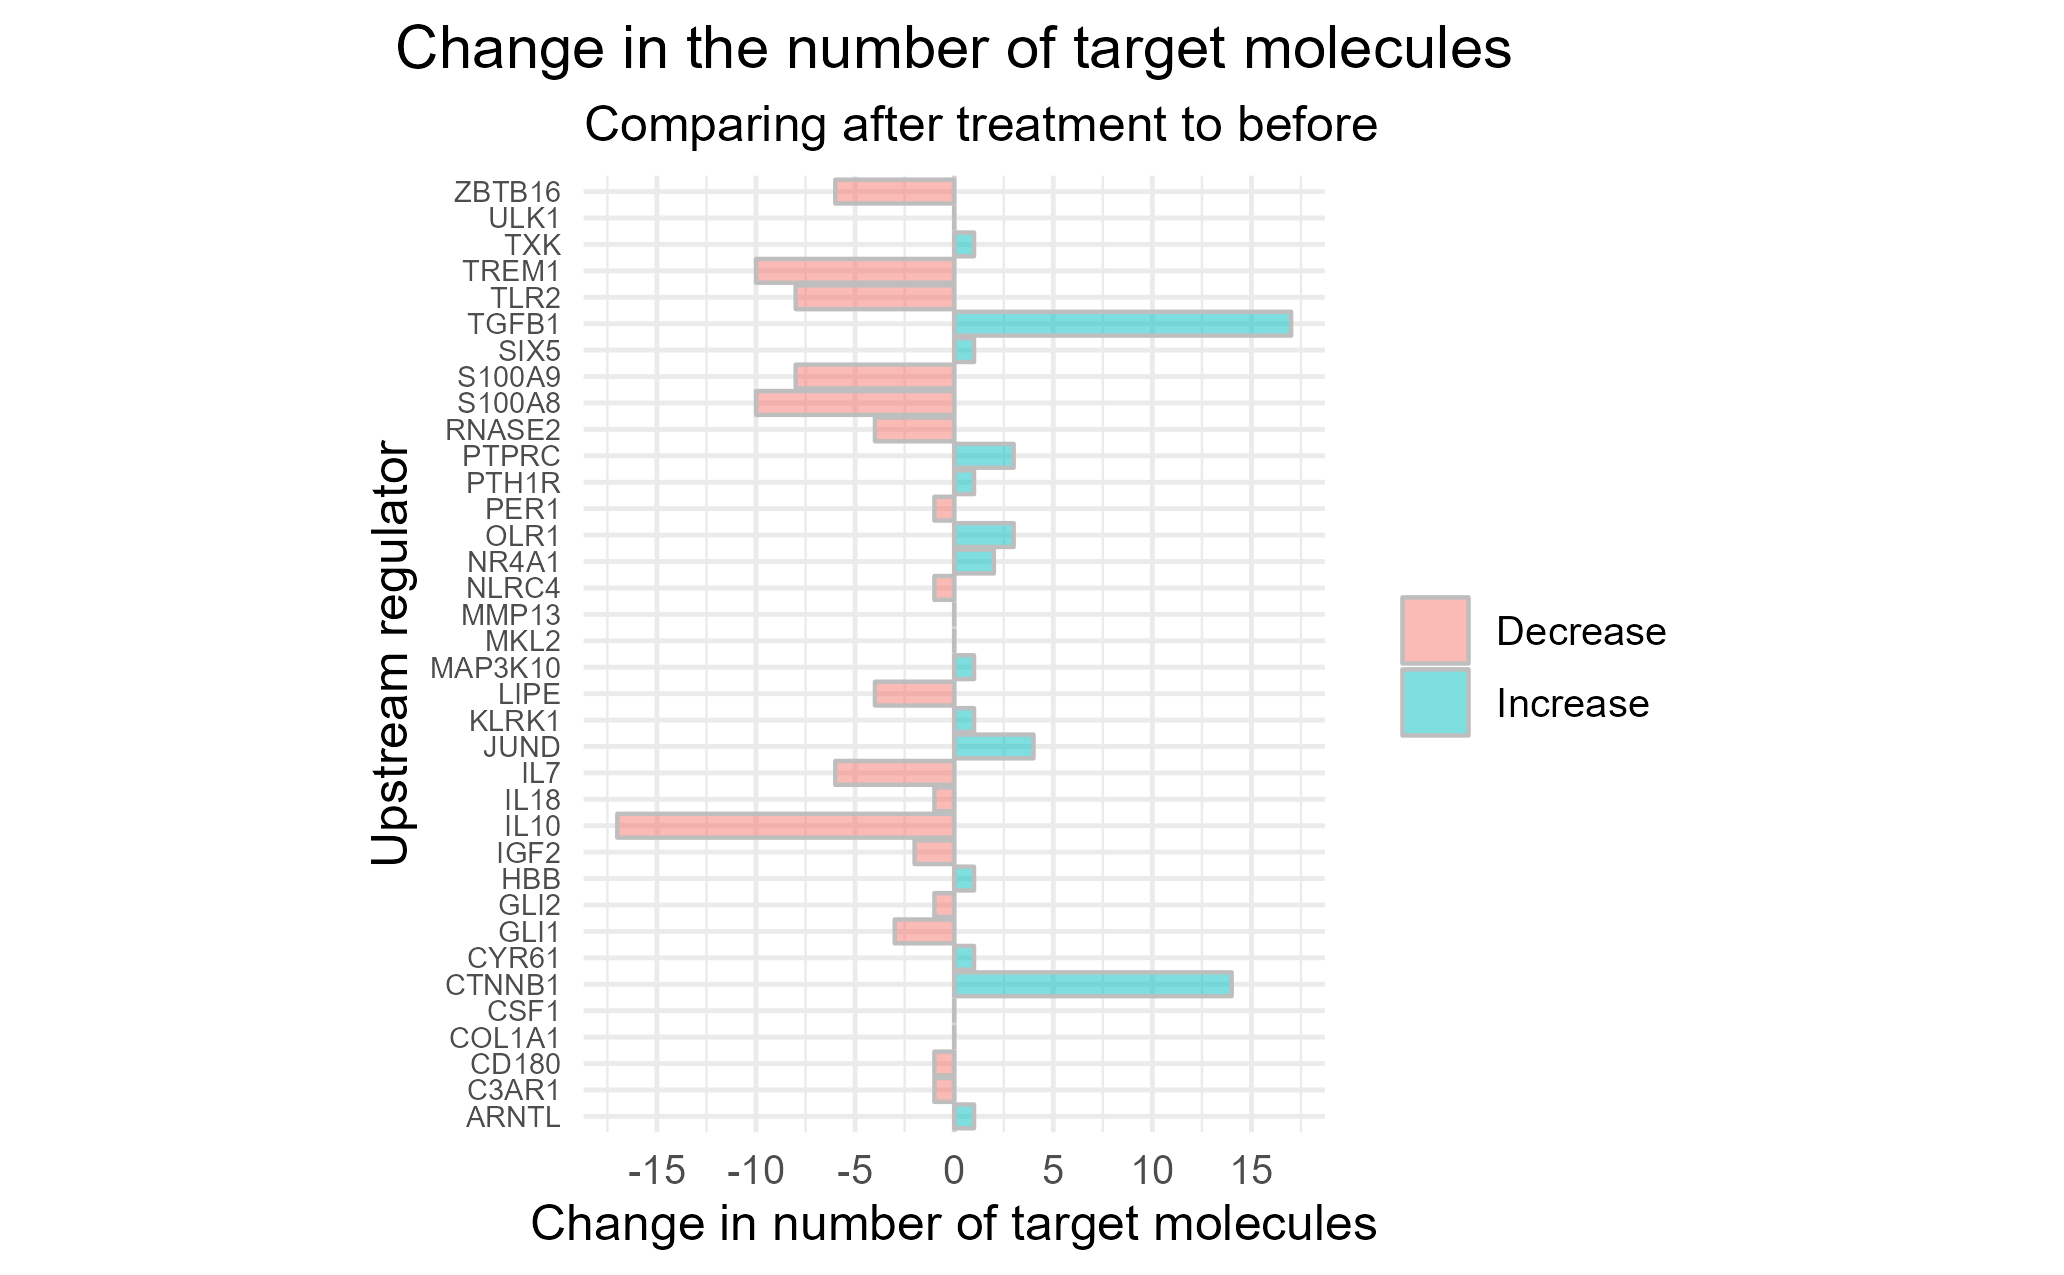 Change in the number of target molecules
Comparing after treatment to before
Upstream regulator
ZBTB16
ULK1
TXK
TREM1
TLR2
TGFB1
SIX5
S100A9
S100A8
RNASE2
PTPRC
PTH1R
PER1
OLR1
NR4A1
NLRC4
MMP13
MKL2
MAP3K10
LIPE
KLRK1
JUND
IL7
IL18
IL10
IGF2
HBB
GLI2
GLI1
CYR61
CTNNB1
CSF1
COL1A1
CD180
C3AR1
ARNTL
-15 -10 -5 0 5 10 15
Change in number of target molecules
Decrease
Increase